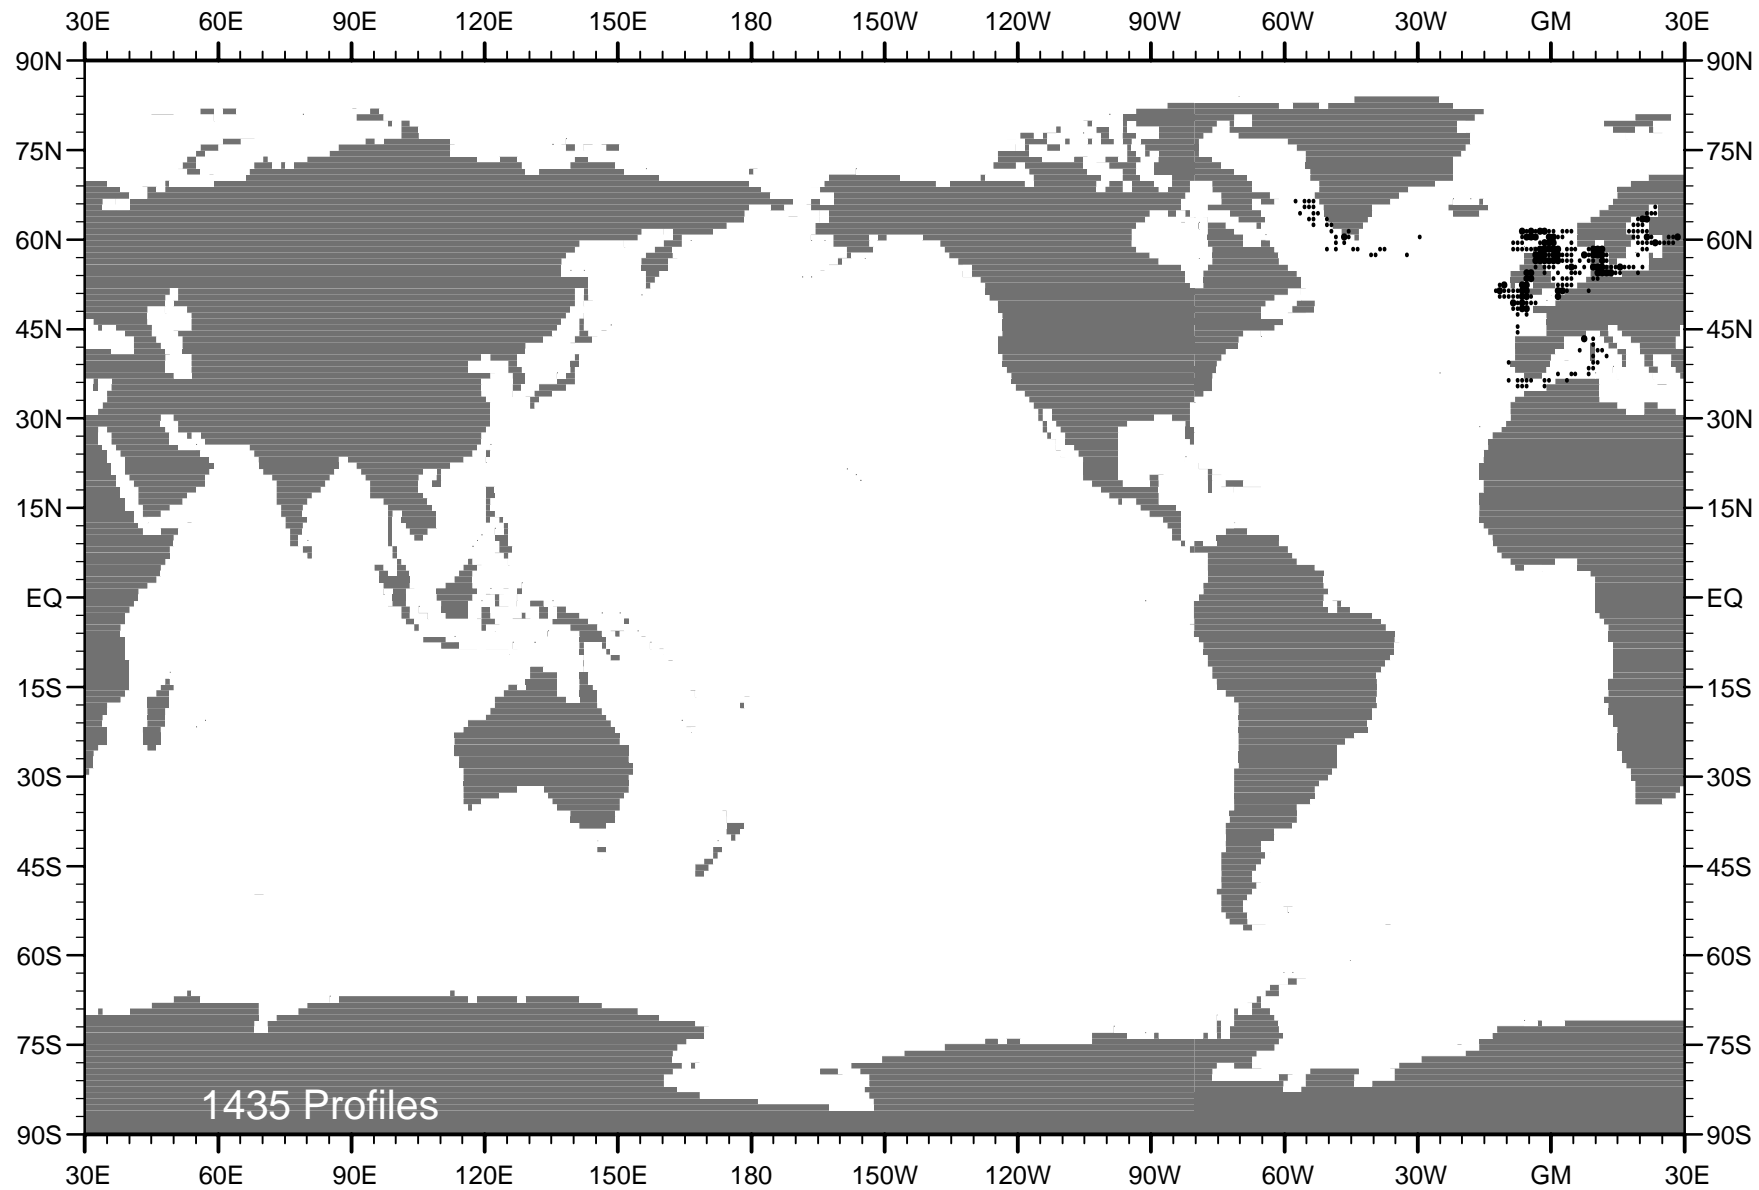 30E 60E 90E 120E 150E 180 150W 120W 90W 60W 30W GM 30E
90N 90N
75N 75N
60N 60N
45N 45N
30N 30N
15N 15N
EQ EQ
15S 15S
30S 30S
45S 45S
60S 60S
75S 75S
1435 Profiles
90S 90S
30E 60E 90E 120E 150E 180 150W 120W 90W 60W 30W GM 30E